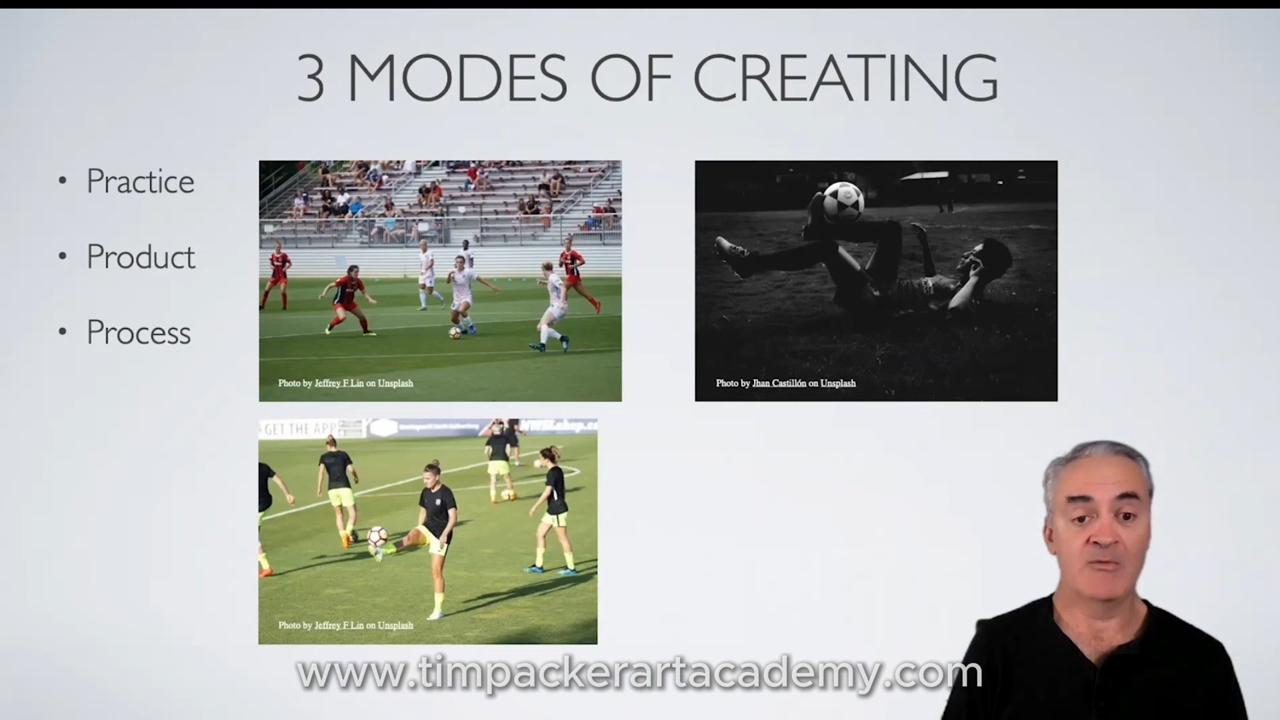 3 MODES OF CREATING
• Practice
• Product
• Process
Photo by Jeffrey F Lin on Unsplash
Photo by Jhan Castillón on Unsplash
GET THE APP
Photo by Jeffrey F Lin on Unsplash
www.timpackerartacademy.com